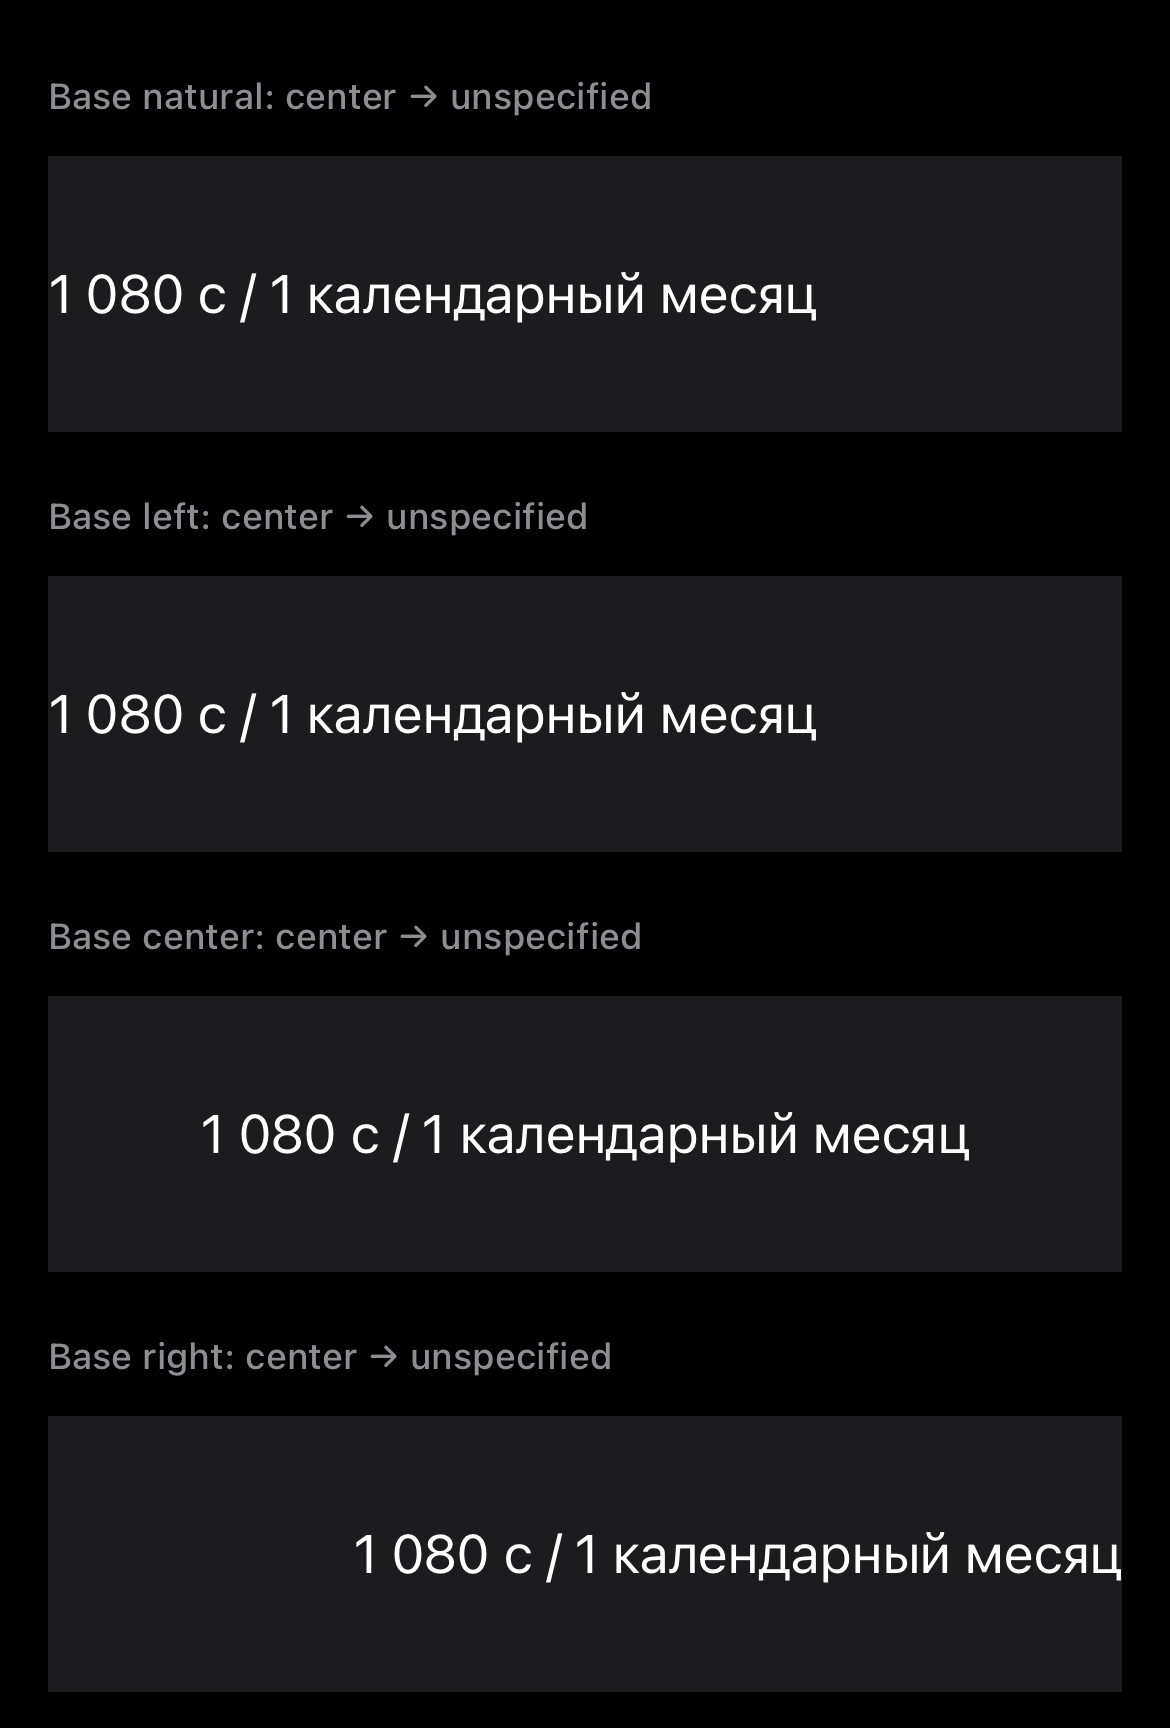 Base natural: center → unspecified
1 080 с / 1 календарный месяц
Base left: center → unspecified
1 080 с / 1 календарный месяц
Base center: center → unspecified
1 080 с / 1 календарный месяц
Base right: center → unspecified
1 080 с / 1 календарный месяц